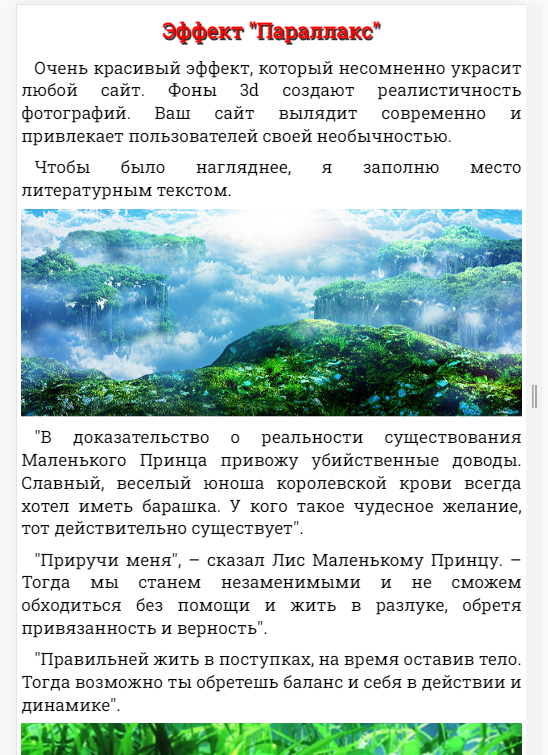 Эффект "Параллакс"
Очень красивый эффект, который несомненно украсит
любой сайт. Фоны 3d создают реалистичность
фотографий. Ваш сайт вылядит современно и
привлекает пользователей своей необычностью.
Чтобы было нагляднее, я заполню место
литературным текстом.
"В доказательство о реальности существования
Маленького Принца привожу убийственные доводы.
Славный, веселый юноша королевской крови всегда
хотел иметь барашка. У кого такое чудесное желание,
тот действительно существует".
"Приручи меня", – сказал Лис Маленькому Принцу. –
Тогда мы станем незаменимыми и не сможем
обходиться без помощи и жить в разлуке, обретя
привязанность и верность".
"Правильней жить в поступках, на время оставив тело.
Тогда возможно ты обретешь баланс и себя в действии и
динамике".